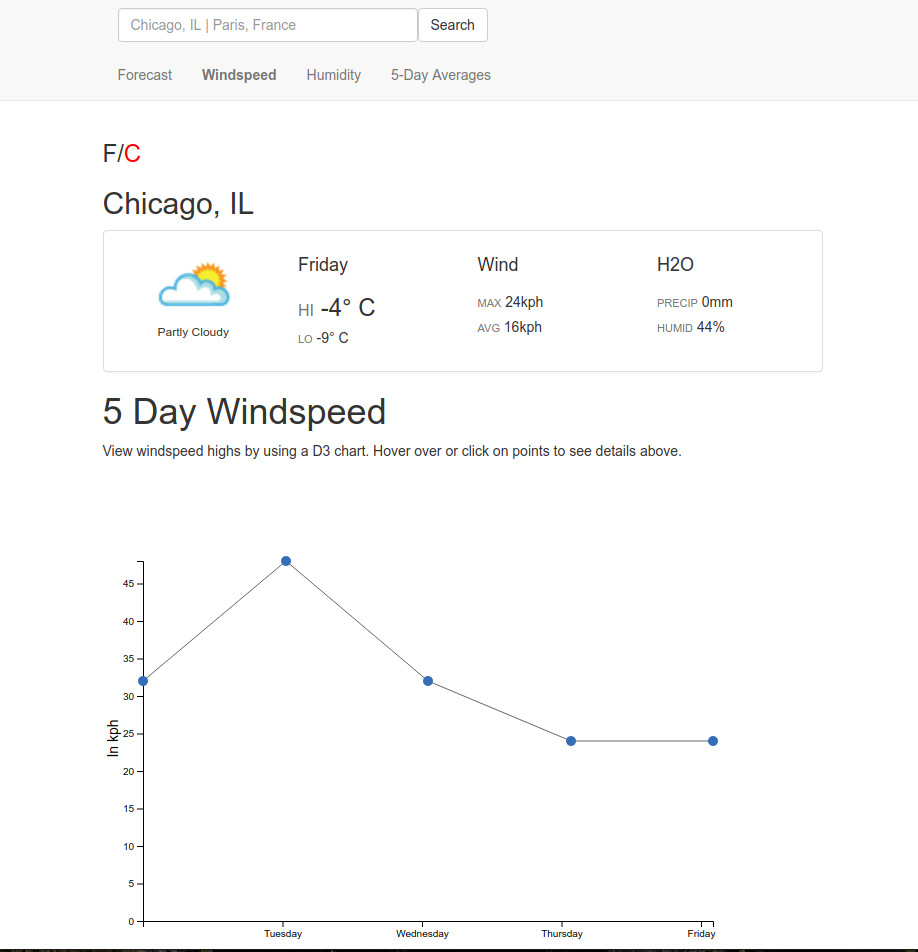 Chicago, IL | Paris, France Search
Forecast Windspeed Humidity 5-Day Averages
F/C
Chicago, IL
Partly Cloudy
Friday
HI -4° C
LO -9° C
Wind
MAX 24kph
AVG 16kph
H2O
PRECIP 0mm
HUMID 44%
5 Day Windspeed
View windspeed highs by using a D3 chart. Hover over or click on points to see details above.
In kph
45
40
35
30
25
20
15
10
5
0
Tuesday Wednesday Thursday Friday